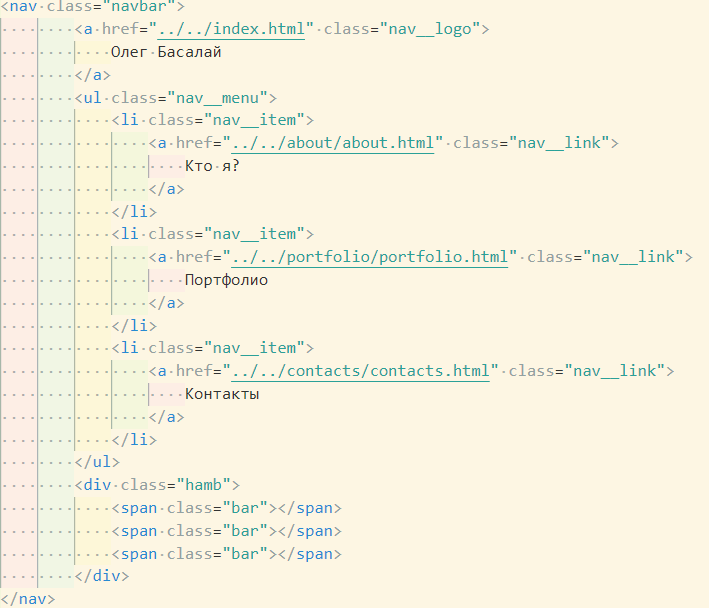 <nav class="navbar">
<a href="../../index.html" class="nav__logo">
Олег Басалай
</a>
<ul class="nav__menu">
<li class="nav__item">
<a href="../../about/about.html" class="nav__link">
Кто я?
</a>
</li>
<li class="nav__item">
<a href="../../portfolio/portfolio.html" class="nav__link">
Портфолио
</a>
</li>
<li class="nav__item">
<a href="../../contacts/contacts.html" class="nav__link">
Контакты
</a>
</li>
</ul>
<div class="hamb">
<span class="bar"></span>
<span class="bar"></span>
<span class="bar"></span>
</div>
</nav>